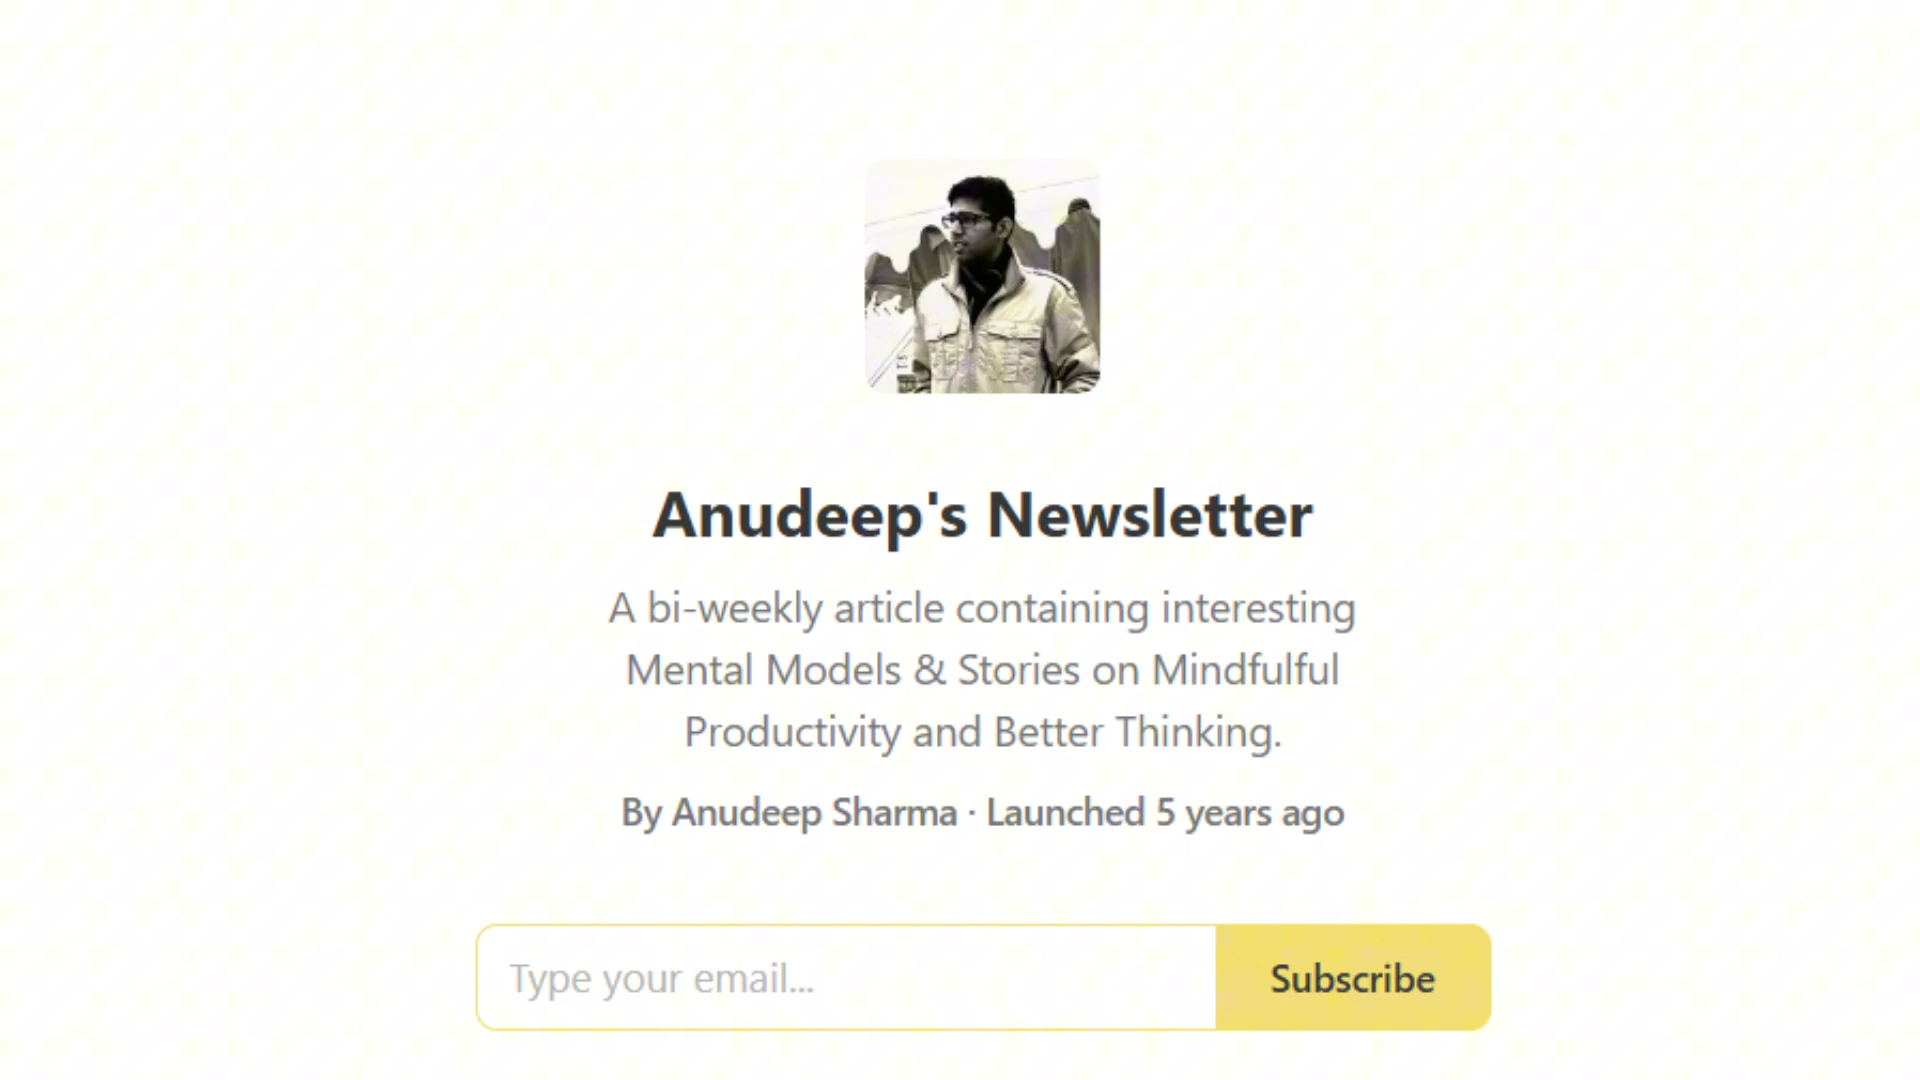 Anudeep's Newsletter
A bi-weekly article containing interesting
Mental Models & Stories on Mindfulful
Productivity and Better Thinking.
By Anudeep Sharma · Launched 5 years ago
Type your email...
Subscribe